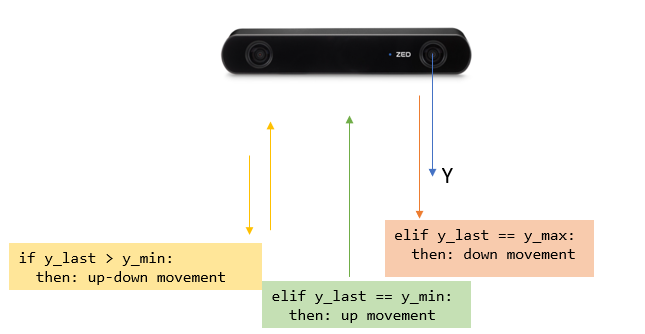 ZED
Y
elif y_last == y_max:
then: down movement
if y_last > y_min:
then: up-down movement
elif y_last == y_min:
then: up movement